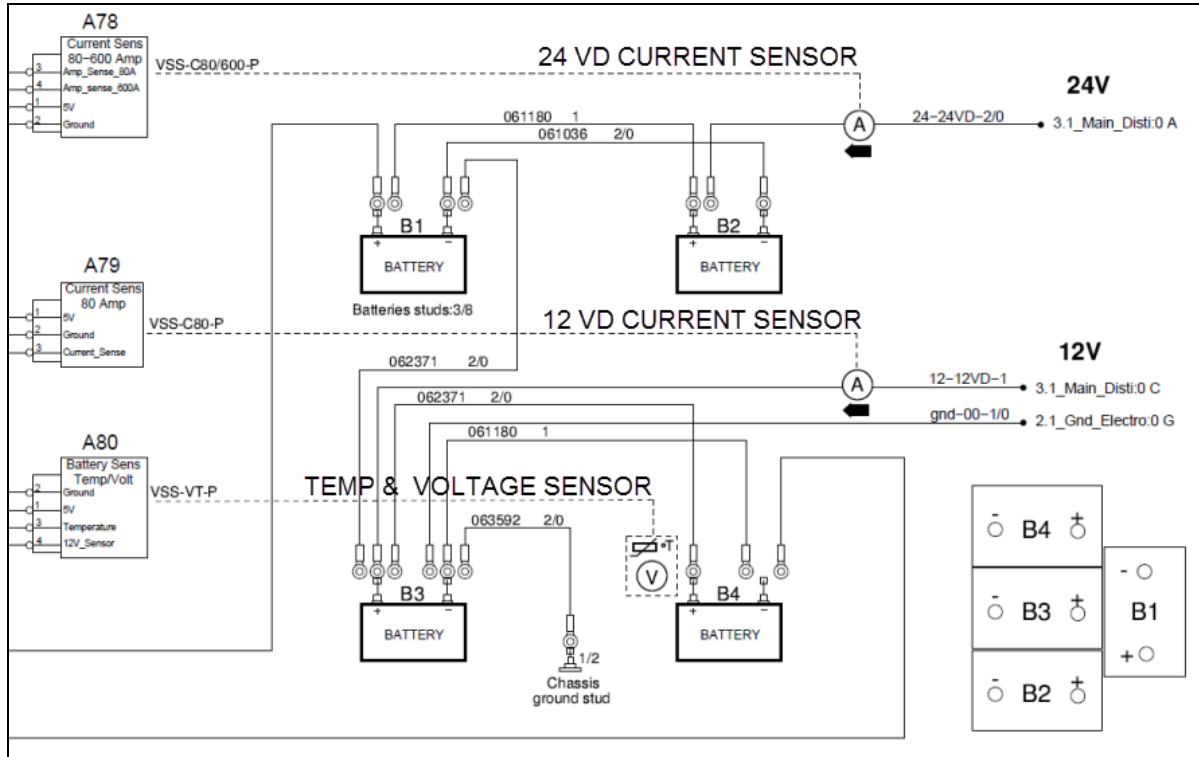 A78
Current Sens
80-600 Amp
3 Amp_Sense_80A
4 Amp_sense_600A
1 5V
2 Ground
VSS-C80/600-P
24 VD CURRENT SENSOR
24V
A
24-24VD-2/0
3.1_Main_Disti:0 A
061180 1
061036 2/0
B1
+ -
BATTERY
Batteries studs:3/8
B2
+ -
BATTERY
A79
Current Sens
80 Amp
1 5V
2 Ground
3 Current_Sense
VSS-C80-P
12 VD CURRENT SENSOR
12V
A
12-12VD-1
3.1_Main_Disti:0 C
gnd-00-1/0
2.1_Gnd_Electro:0 G
062371 2/0
062371 2/0
061180 1
A80
Battery Sens
Temp/Volt
2 Ground
1 5V
3 Temperature
4 12V_Sensor
VSS-VT-P
TEMP & VOLTAGE SENSOR
063592 2/0
°T
V
B3
+ -
BATTERY
B4
+ -
BATTERY
1/2
Chassis
ground stud
- B4 +
- B3 +
- B2 +
-
B1
+